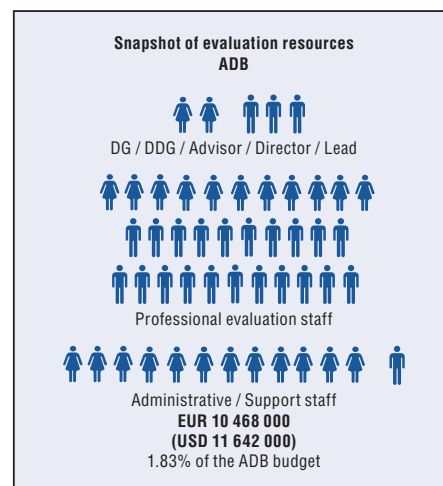 Snapshot of evaluation resources
ADB
DG / DDG / Advisor / Director / Lead
Professional evaluation staff
Administrative / Support staff
EUR 10 468 000
(USD 11 642 000)
1.83% of the ADB budget